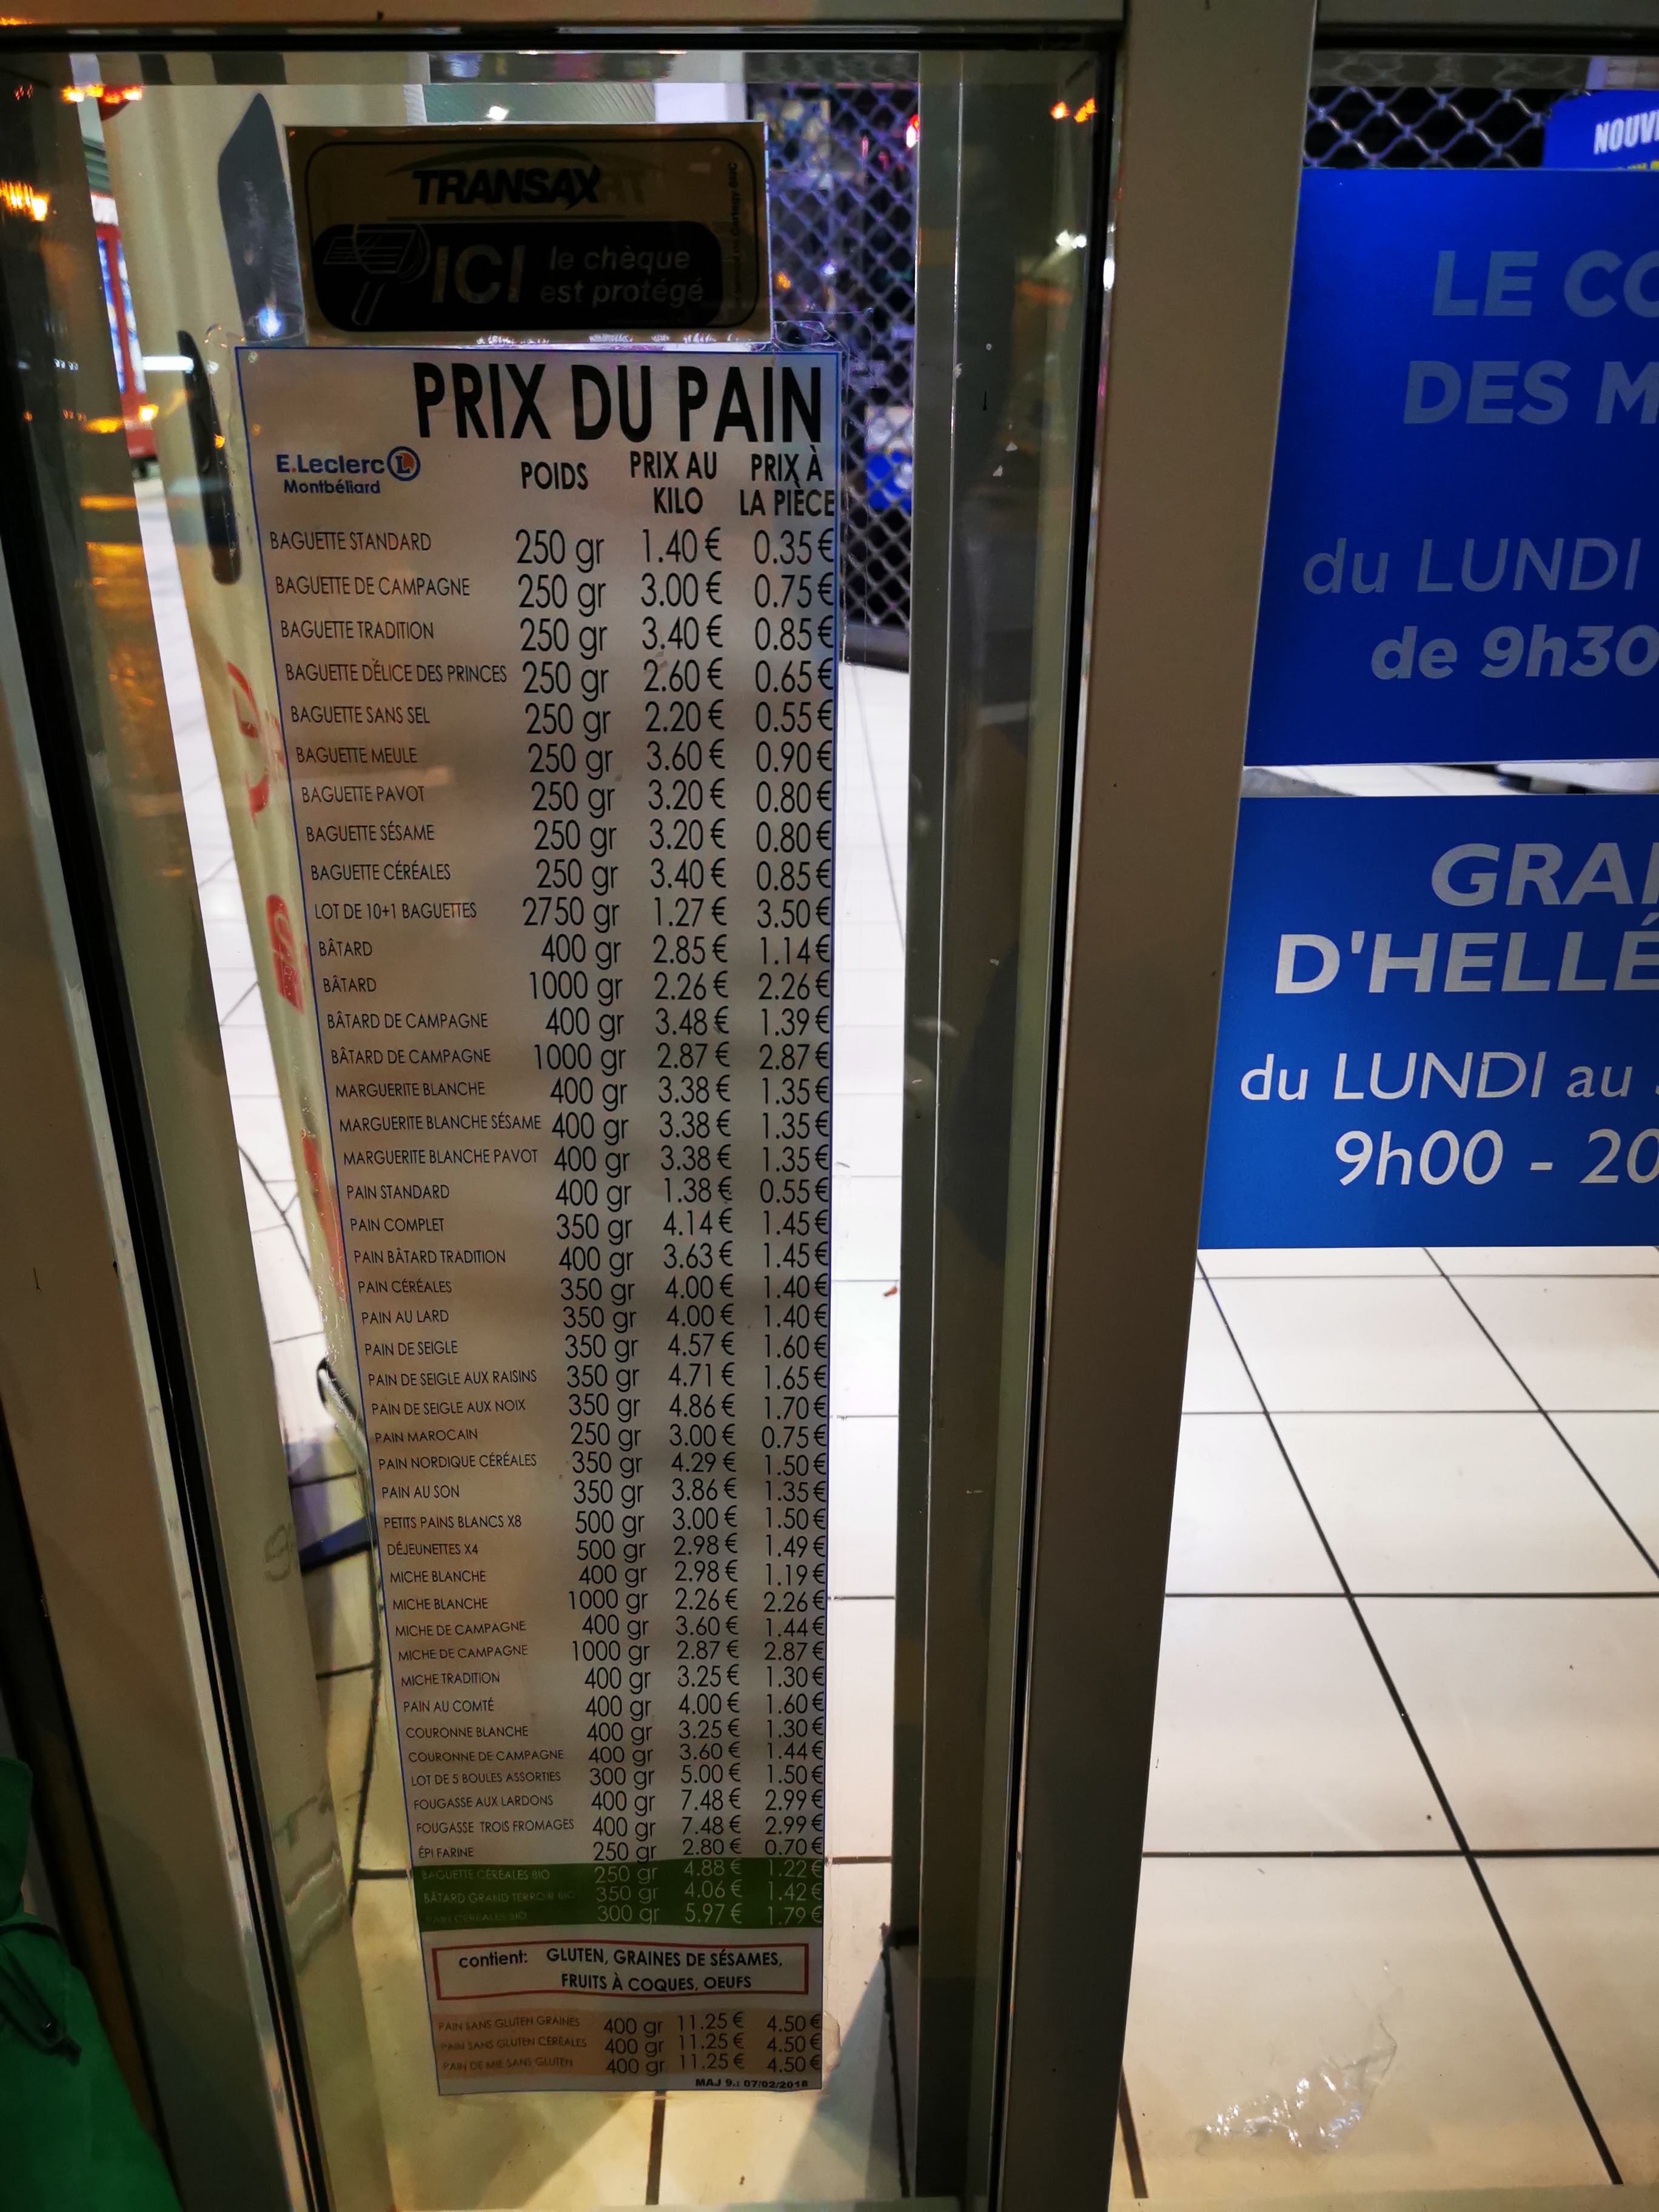 TRANSAX
ICI le chèque
est protégé
PRIX DU PAIN
E.Leclerc L
Montbéliard
POIDS PRIX AU KILO PRIX À LA PIÈCE
BAGUETTE STANDARD 250 gr 1.40 € 0.35 €
BAGUETTE DE CAMPAGNE 250 gr 3.00 € 0.75 €
BAGUETTE TRADITION 250 gr 3.40 € 0.85 €
BAGUETTE DÉLICE DES PRINCES 250 gr 2.60 € 0.65 €
BAGUETTE SANS SEL 250 gr 2.20 € 0.55 €
BAGUETTE MEULE 250 gr 3.60 € 0.90 €
BAGUETTE PAVOT 250 gr 3.20 € 0.80 €
BAGUETTE SÉSAME 250 gr 3.20 € 0.80 €
BAGUETTE CÉRÉALES 250 gr 3.40 € 0.85 €
LOT DE 10+1 BAGUETTES 2750 gr 1.27 € 3.50 €
BÂTARD 400 gr 2.85 € 1.14 €
BÂTARD 1000 gr 2.26 € 2.26 €
BÂTARD DE CAMPAGNE 400 gr 3.48 € 1.39 €
BÂTARD DE CAMPAGNE 1000 gr 2.87 € 2.87 €
MARGUERITE BLANCHE 400 gr 3.38 € 1.35 €
MARGUERITE BLANCHE SÉSAME 400 gr 3.38 € 1.35 €
MARGUERITE BLANCHE PAVOT 400 gr 3.38 € 1.35 €
PAIN STANDARD 400 gr 1.38 € 0.55 €
PAIN COMPLET 350 gr 4.14 € 1.45 €
PAIN BÂTARD TRADITION 400 gr 3.63 € 1.45 €
PAIN CÉRÉALES 350 gr 4.00 € 1.40 €
PAIN AU LARD 350 gr 4.00 € 1.40 €
PAIN DE SEIGLE 350 gr 4.57 € 1.60 €
PAIN DE SEIGLE AUX RAISINS 350 gr 4.71 € 1.65 €
PAIN DE SEIGLE AUX NOIX 350 gr 4.86 € 1.70 €
PAIN MAROCAIN 250 gr 3.00 € 0.75 €
PAIN NORDIQUE CÉRÉALES 350 gr 4.29 € 1.50 €
PAIN AU SON 350 gr 3.86 € 1.35 €
PETITS PAINS BLANCS X8 500 gr 3.00 € 1.50 €
DÉJEUNETTES X4 500 gr 2.98 € 1.49 €
MICHE BLANCHE 400 gr 2.98 € 1.19 €
MICHE BLANCHE 1000 gr 2.26 € 2.26 €
MICHE DE CAMPAGNE 400 gr 3.60 € 1.44 €
MICHE DE CAMPAGNE 1000 gr 2.87 € 2.87 €
MICHE TRADITION 400 gr 3.25 € 1.30 €
PAIN AU COMTÉ 400 gr 4.00 € 1.60 €
COURONNE BLANCHE 400 gr 3.25 € 1.30 €
COURONNE DE CAMPAGNE 400 gr 3.60 € 1.44 €
LOT DE 5 BOULES ASSORTIES 300 gr 5.00 € 1.50 €
FOUGASSE AUX LARDONS 400 gr 7.48 € 2.99 €
FOUGASSE TROIS FROMAGES 400 gr 7.48 € 2.99 €
ÉPI FARINE 250 gr 2.80 € 0.70 €
BAGUETTE CÉRÉALES BIO 250 gr 4.88 € 1.22 €
BÂTARD GRAND TERROIR BIO 350 gr 4.06 € 1.42 €
PAIN CÉRÉALES BIO 300 gr 5.97 € 1.79 €
contient: GLUTEN, GRAINES DE SÉSAMES,
FRUITS À COQUES, OEUFS
PAIN SANS GLUTEN GRAINES 400 gr 11.25 € 4.50 €
PAIN SANS GLUTEN CÉRÉALES 400 gr 11.25 € 4.50 €
PAIN DE MIE SANS GLUTEN 400 gr 11.25 € 4.50 €
MAJ 9.: 07/02/2018
NOUV
LE CO
DES M
du LUNDI
de 9h30
GRAN
D'HELLÉ
du LUNDI au
9h00 - 20